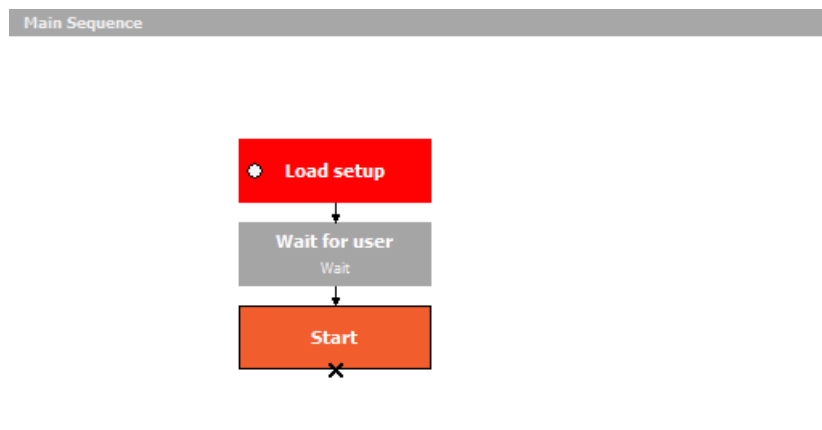 Main Sequence
Load setup
Wait for user
Wait
Start